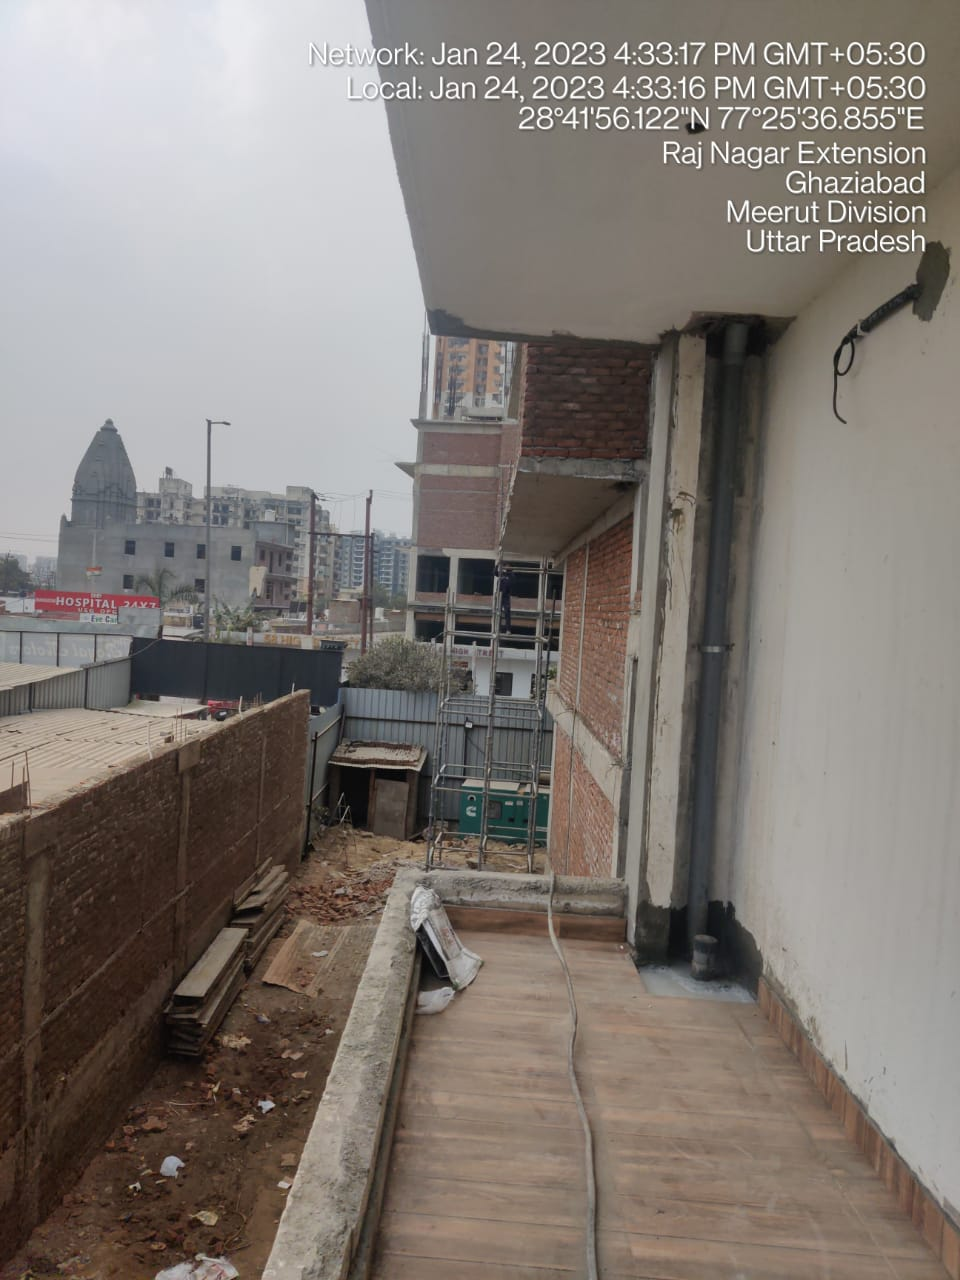 Network: Jan 24, 2023 4:33:17 PM GMT+05:30
Local: Jan 24, 2023 4:33:16 PM GMT+05:30
28°41'56.122"N 77°25'36.855"E
Raj Nagar Extension
Ghaziabad
Meerut Division
Uttar Pradesh
HOSPITAL 24X7
Eye Car